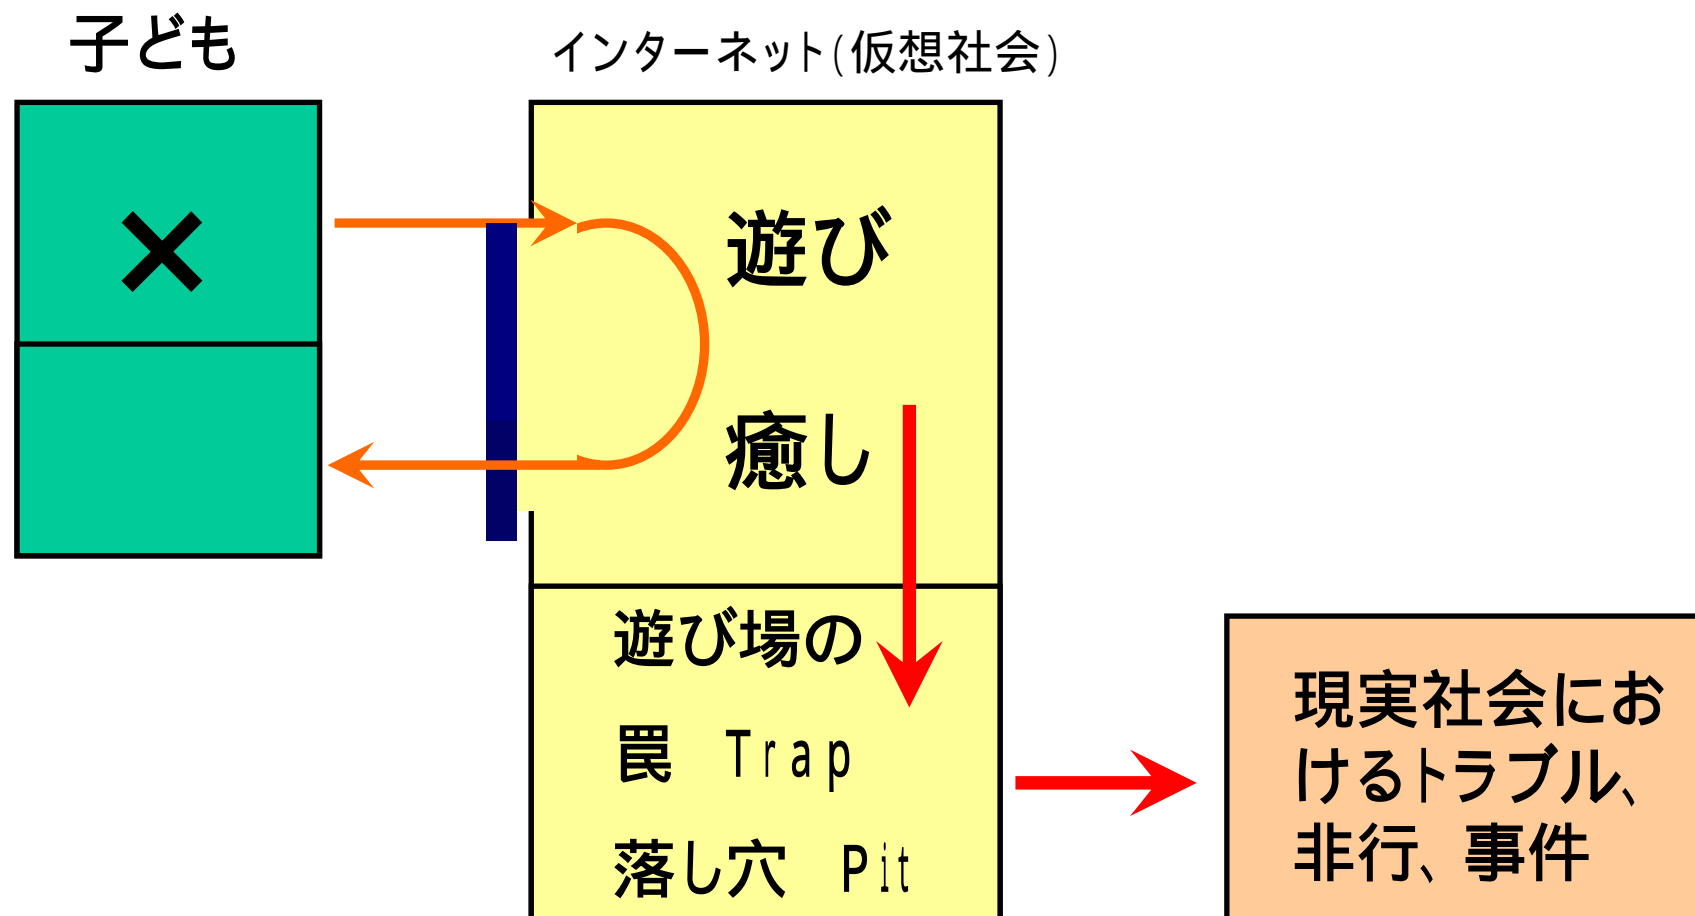 子ども
インターネット(仮想社会)
×
遊び
癒し
遊び場の
罠　Trap
落し穴　Pit
現実社会にお
けるトラブル、
非行、事件